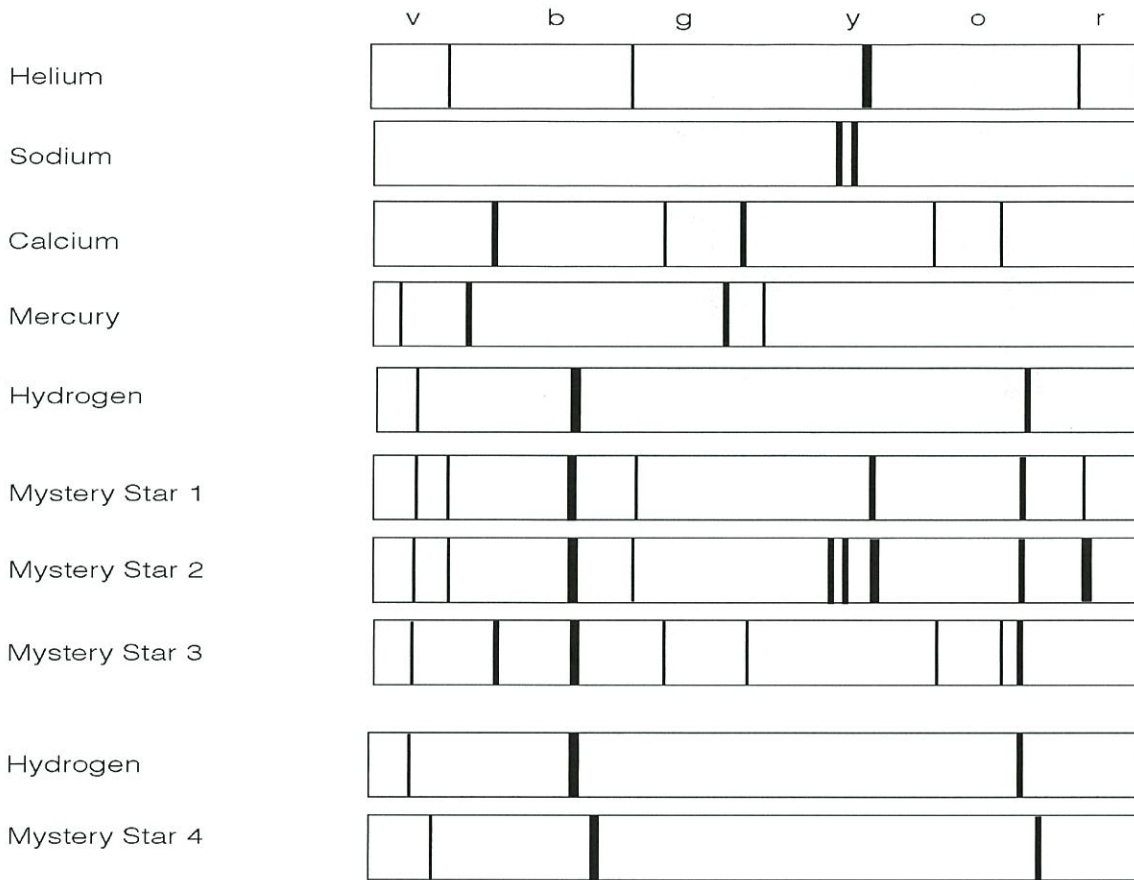 v b g y o r
Helium
Sodium
Calcium
Mercury
Hydrogen
Mystery Star 1
Mystery Star 2
Mystery Star 3
Hydrogen
Mystery Star 4